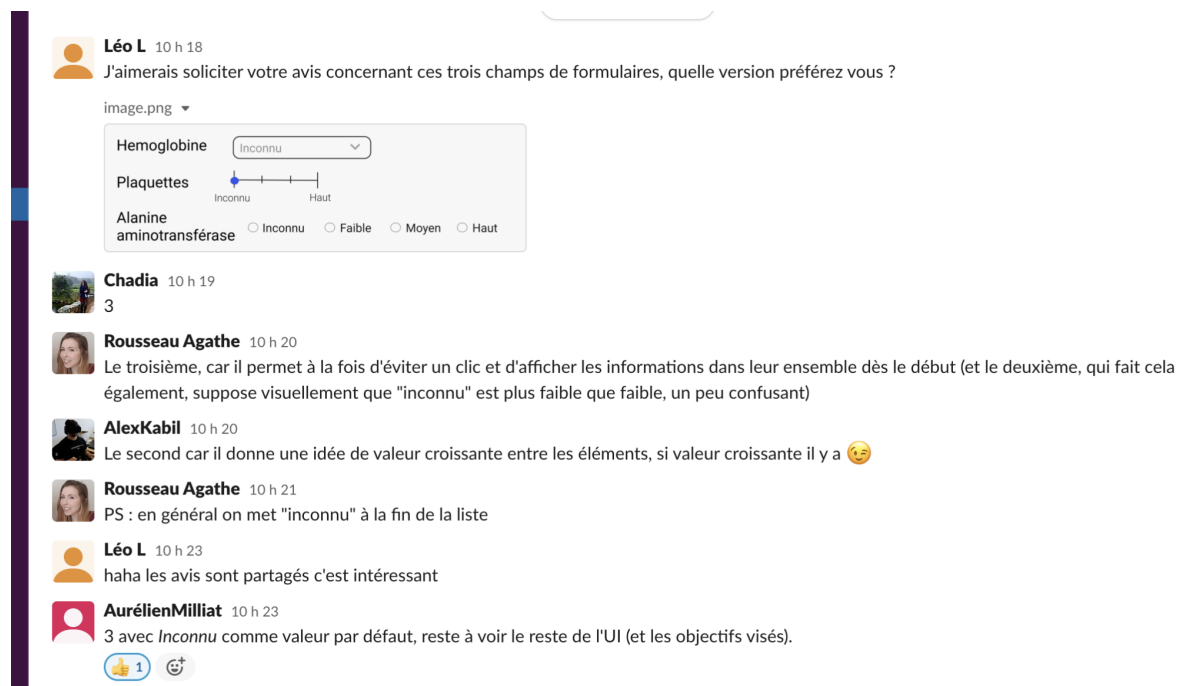 Léo L 10 h 18
J'aimerais soliciter votre avis concernant ces trois champs de formulaires, quelle version préférez vous ?
image.png
Hemoglobine Inconnu
Plaquettes
Inconnu Haut
Alanine
aminotransférase Inconnu Faible Moyen Haut
Chadia 10 h 19
3
Rousseau Agathe 10 h 20
Le troisième, car il permet à la fois d'éviter un clic et d'afficher les informations dans leur ensemble dès le début (et le deuxième, qui fait cela
également, suppose visuellement que "inconnu" est plus faible que faible, un peu confusant)
AlexKabil 10 h 20
Le second car il donne une idée de valeur croissante entre les éléments, si valeur croissante il y a 😉
Rousseau Agathe 10 h 21
PS : en général on met "inconnu" à la fin de la liste
Léo L 10 h 23
haha les avis sont partagés c'est intéressant
AurélienMilliat 10 h 23
3 avec Inconnu comme valeur par défaut, reste à voir le reste de l'UI (et les objectifs visés).
👍 1